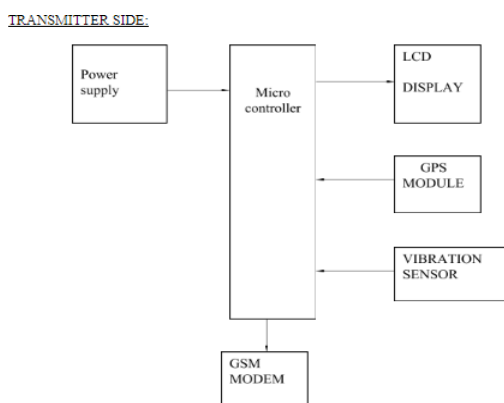 TRANSMITTER SIDE:
Power
supply
Micro
controller
LCD
DISPLAY
GPS
MODULE
VIBRATION
SENSOR
GSM
MODEM